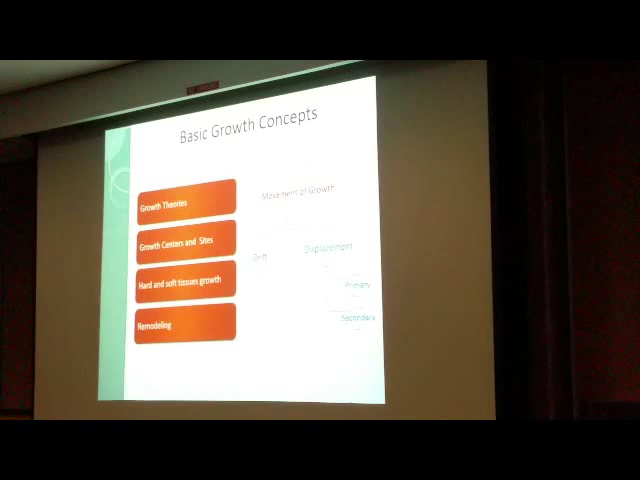 Basic Growth Concepts
Growth Theories
Growth Centers and Sites
Hard and soft tissues growth
Remodeling
Movement of Growth
Drift
Displacement
Primary
Secondary